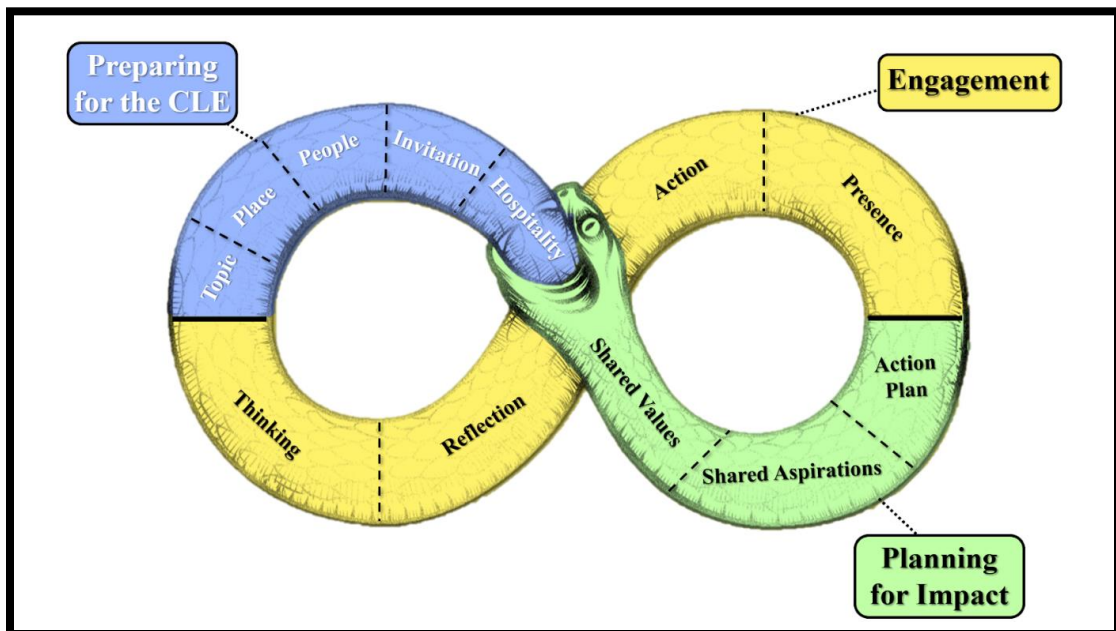 Preparing
for the CLE
Engagement
People
Invitation
Hospitality
Place
Topic
Action
Presence
Thinking
Reflection
Shared Values
Shared Aspirations
Action
Plan
Planning
for Impact